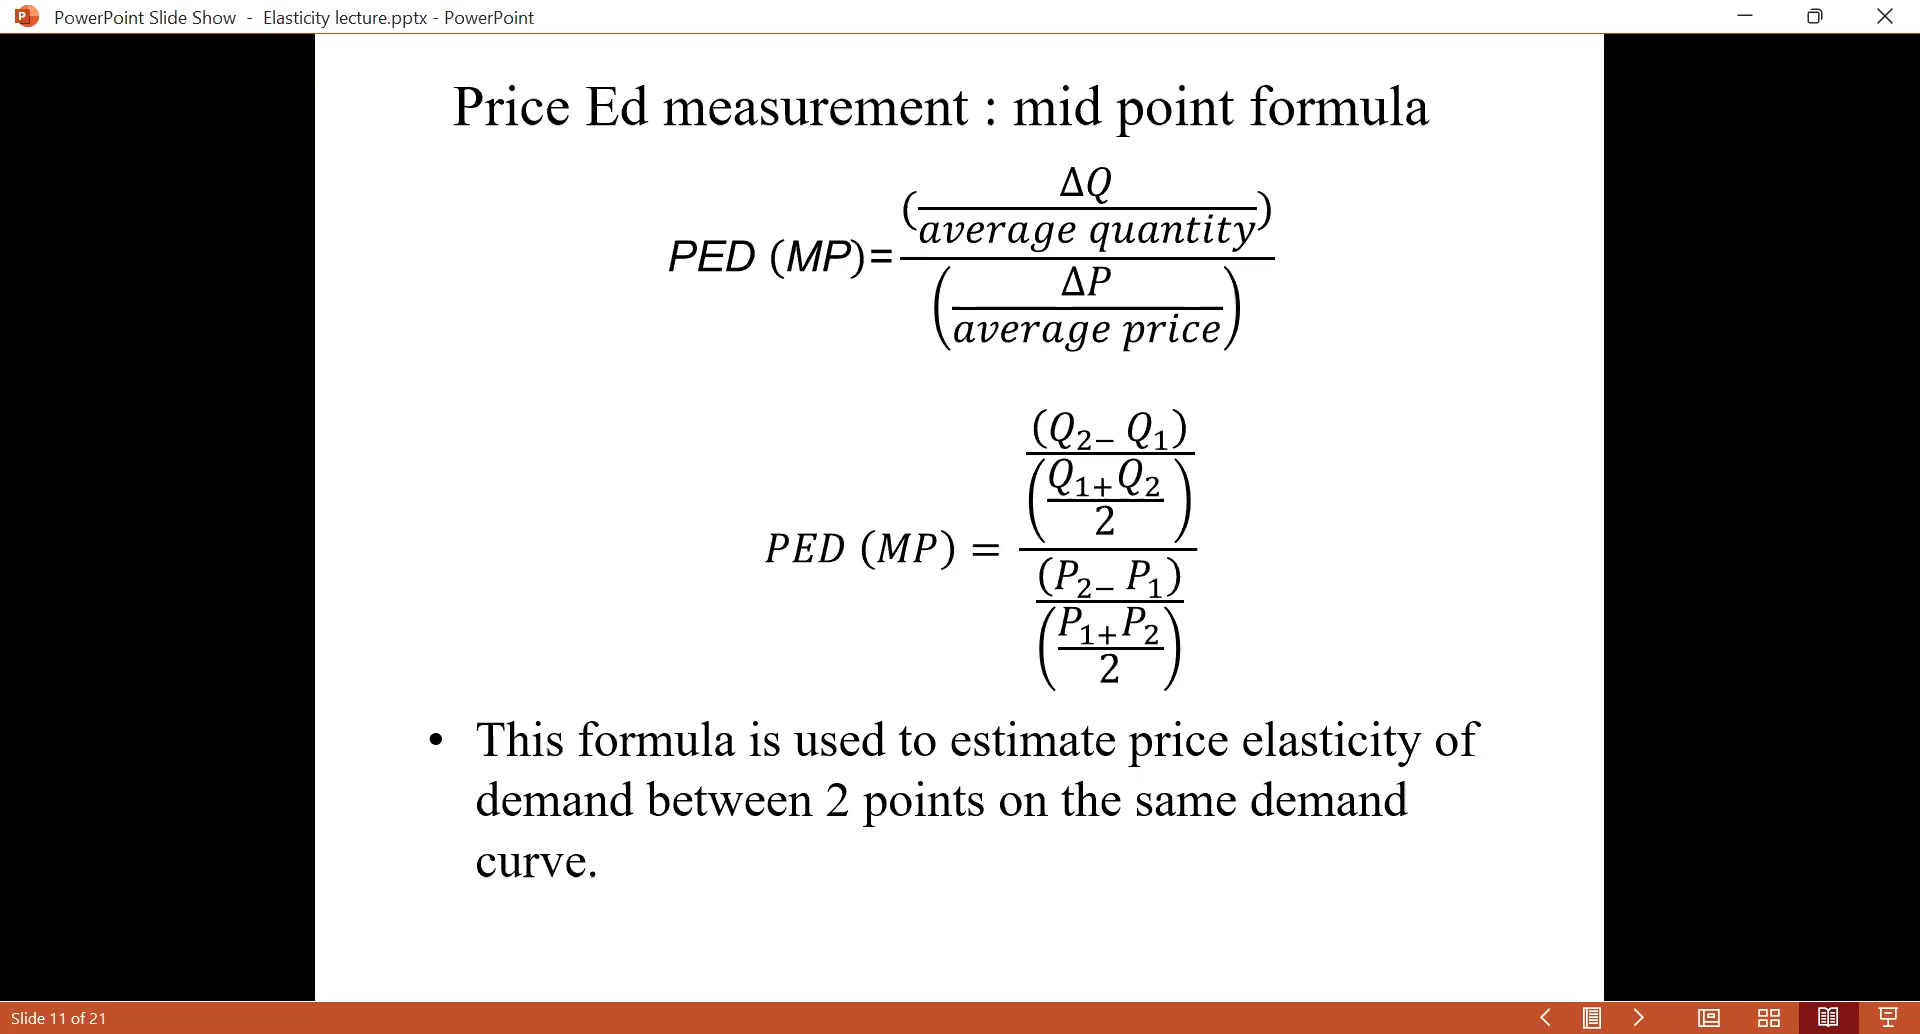 PowerPoint Slide Show - Elasticity lecture.pptx - PowerPoint
Price Ed measurement : mid point formula
ΔQ
(average quantity)
PED (MP)=
ΔP
(average price)
(Q₂₋ Q₁)
(Q₁₊Q₂
2)
PED (MP) =
(P₂₋ P₁)
(P₁₊P₂
2)
• This formula is used to estimate price elasticity of
demand between 2 points on the same demand
curve.
Slide 11 of 21